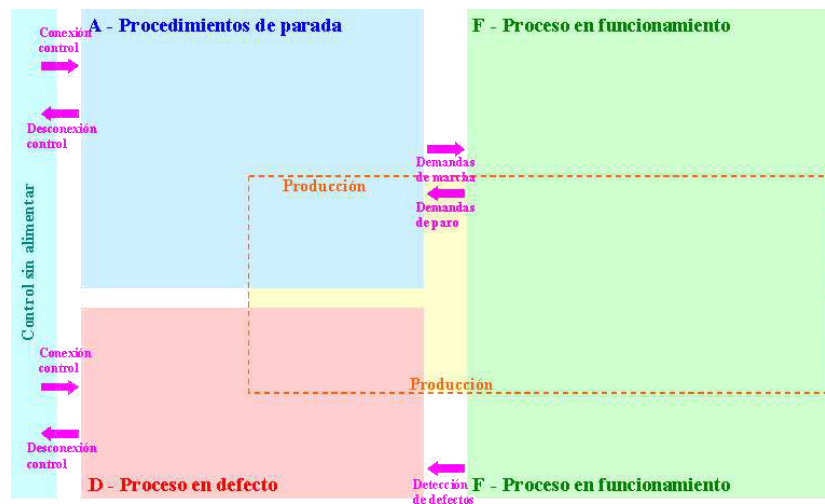 A - Procedimientos de parada
F - Proceso en funcionamiento
Conexión
control
Desconexión
control
Demandas
de marcha
Producción
Demandas
de paro
Control sin alimentar
Conexión
control
Producción
Desconexión
control
D - Proceso en defecto
Detección
de defectos
F - Proceso en funcionamiento